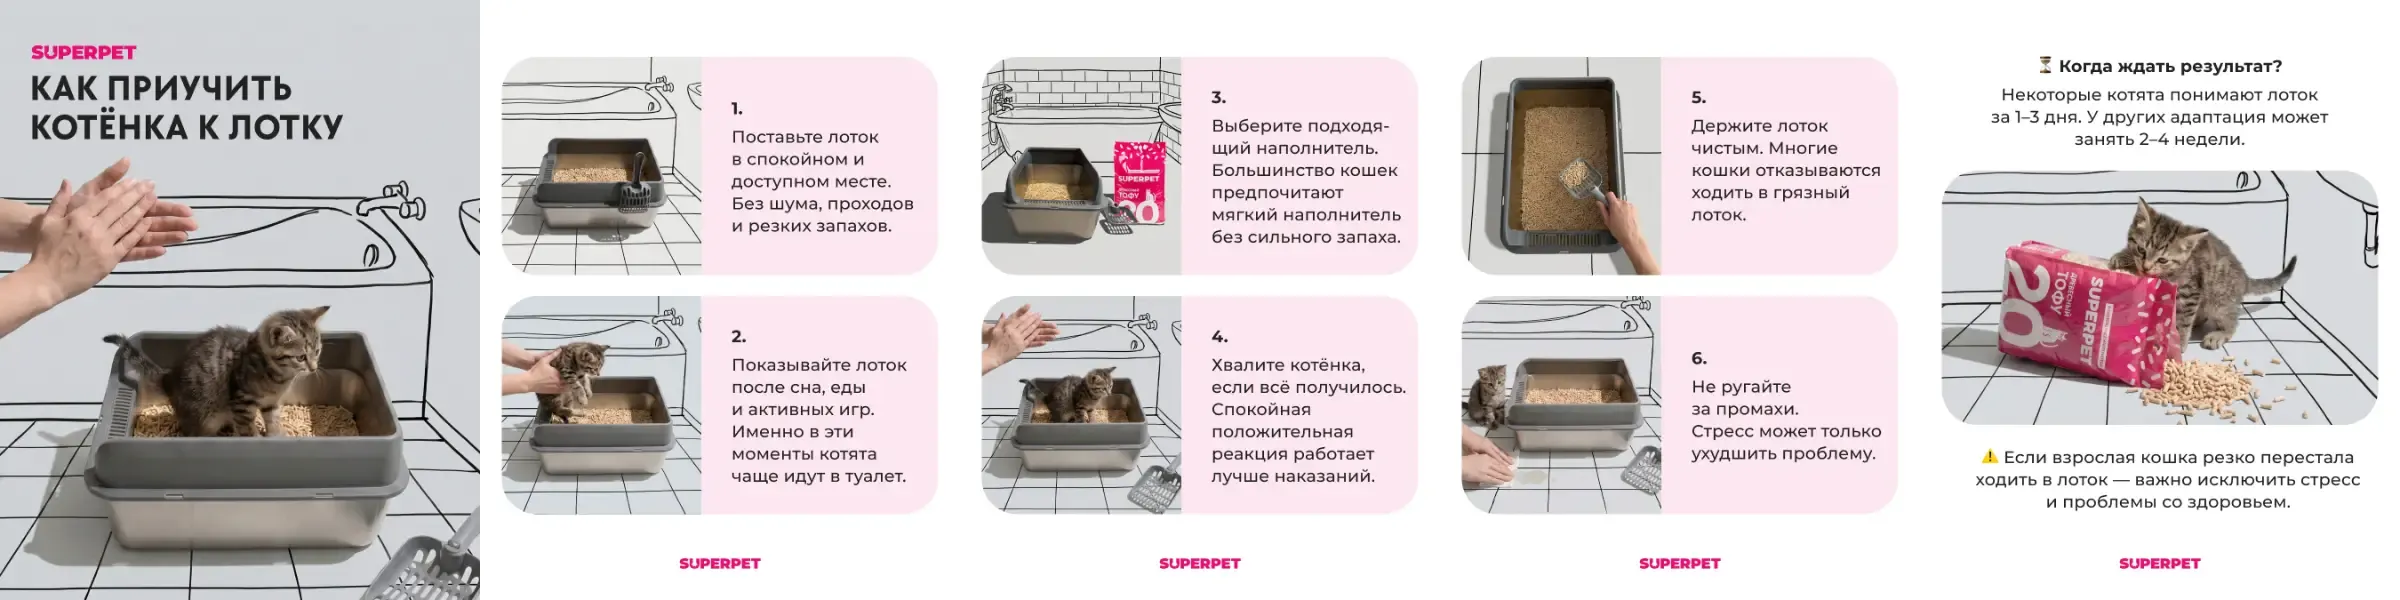 SUPERPET
КАК ПРИУЧИТЬ
КОТЁНКА К ЛОТКУ
1.
Поставьте лоток
в спокойном и
доступном месте.
Без шума, проходов
и резких запахов.
2.
Показывайте лоток
после сна, еды
и активных игр.
Именно в эти
моменты котята
чаще идут в туалет.
SUPERPET
3.
Выберите подходя-
щий наполнитель.
Большинство кошек
предпочитают
мягкий наполнитель
без сильного запаха.
SUPERPET
ТОФУ
20
4.
Хвалите котёнка,
если всё получилось.
Спокойная
положительная
реакция работает
лучше наказаний.
SUPERPET
5.
Держите лоток
чистым. Многие
кошки отказываются
ходить в грязный
лоток.
6.
Не ругайте
за промахи.
Стресс может только
ухудшить проблему.
SUPERPET
⏳ Когда ждать результат?
Некоторые котята понимают лоток
за 1–3 дня. У других адаптация может
занять 2–4 недели.
SUPERPET
ДРЕВЕСНЫЙ
ТОФУ
20
⚠️ Если взрослая кошка резко перестала
ходить в лоток — важно исключить стресс
и проблемы со здоровьем.
SUPERPET